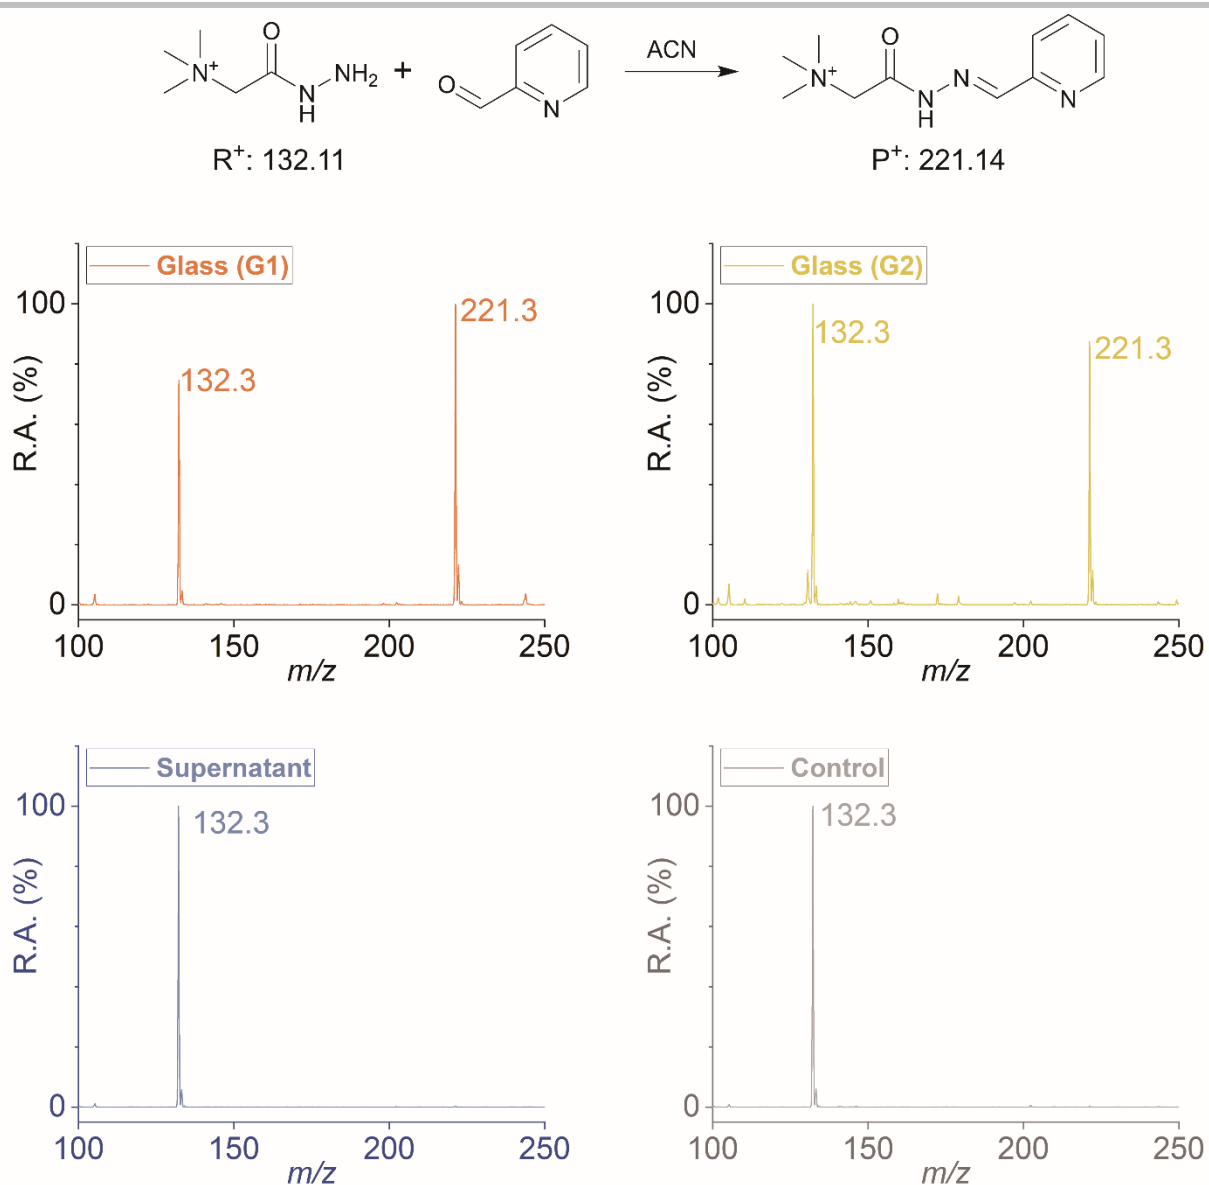 O
N+
N
H
NH2
+
O
N
ACN
O
N+
N
H
N
N
R+: 132.11
P+: 221.14
Glass (G1)
100
221.3
132.3
R.A. (%)
0
100
150
200
250
m/z
Glass (G2)
100
132.3
221.3
R.A. (%)
0
100
150
200
250
m/z
Supernatant
100
132.3
R.A. (%)
0
100
150
200
250
m/z
Control
100
132.3
R.A. (%)
0
100
150
200
250
m/z